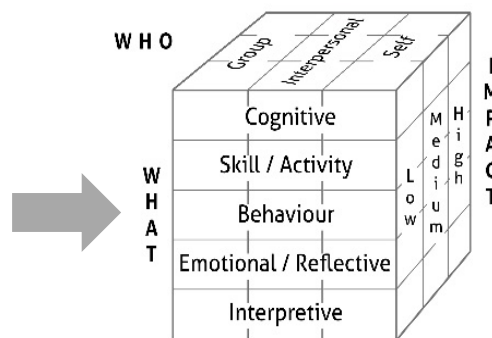 WHO
Group
Interpersonal
Self
WHAT
Cognitive
Skill / Activity
Behaviour
Emotional / Reflective
Interpretive
Low
Medium
High
IMPACT